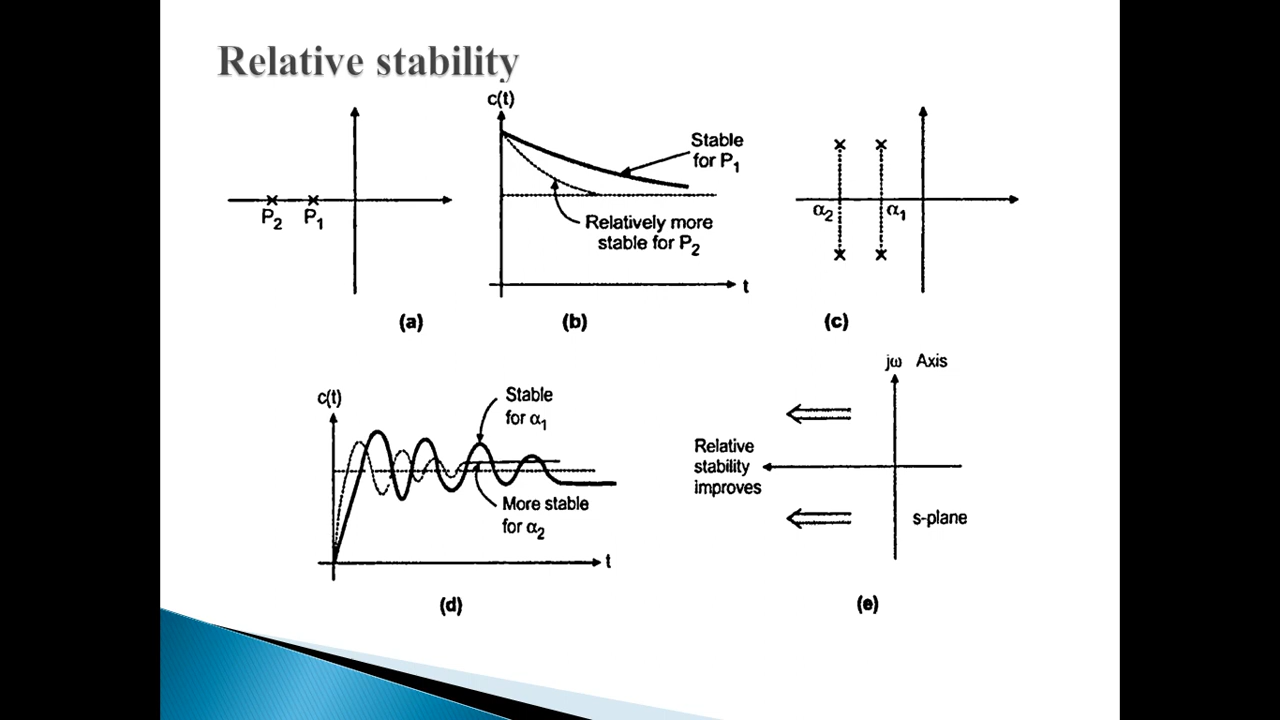 Relative stability
P2 P1
(a)
c(t)
Stable
for P1
Relatively more
stable for P2
t
(b)
α2 α1
(c)
c(t)
Stable
for α1
More stable
for α2
t
(d)
jω Axis
Relative
stability
improves
s-plane
(e)